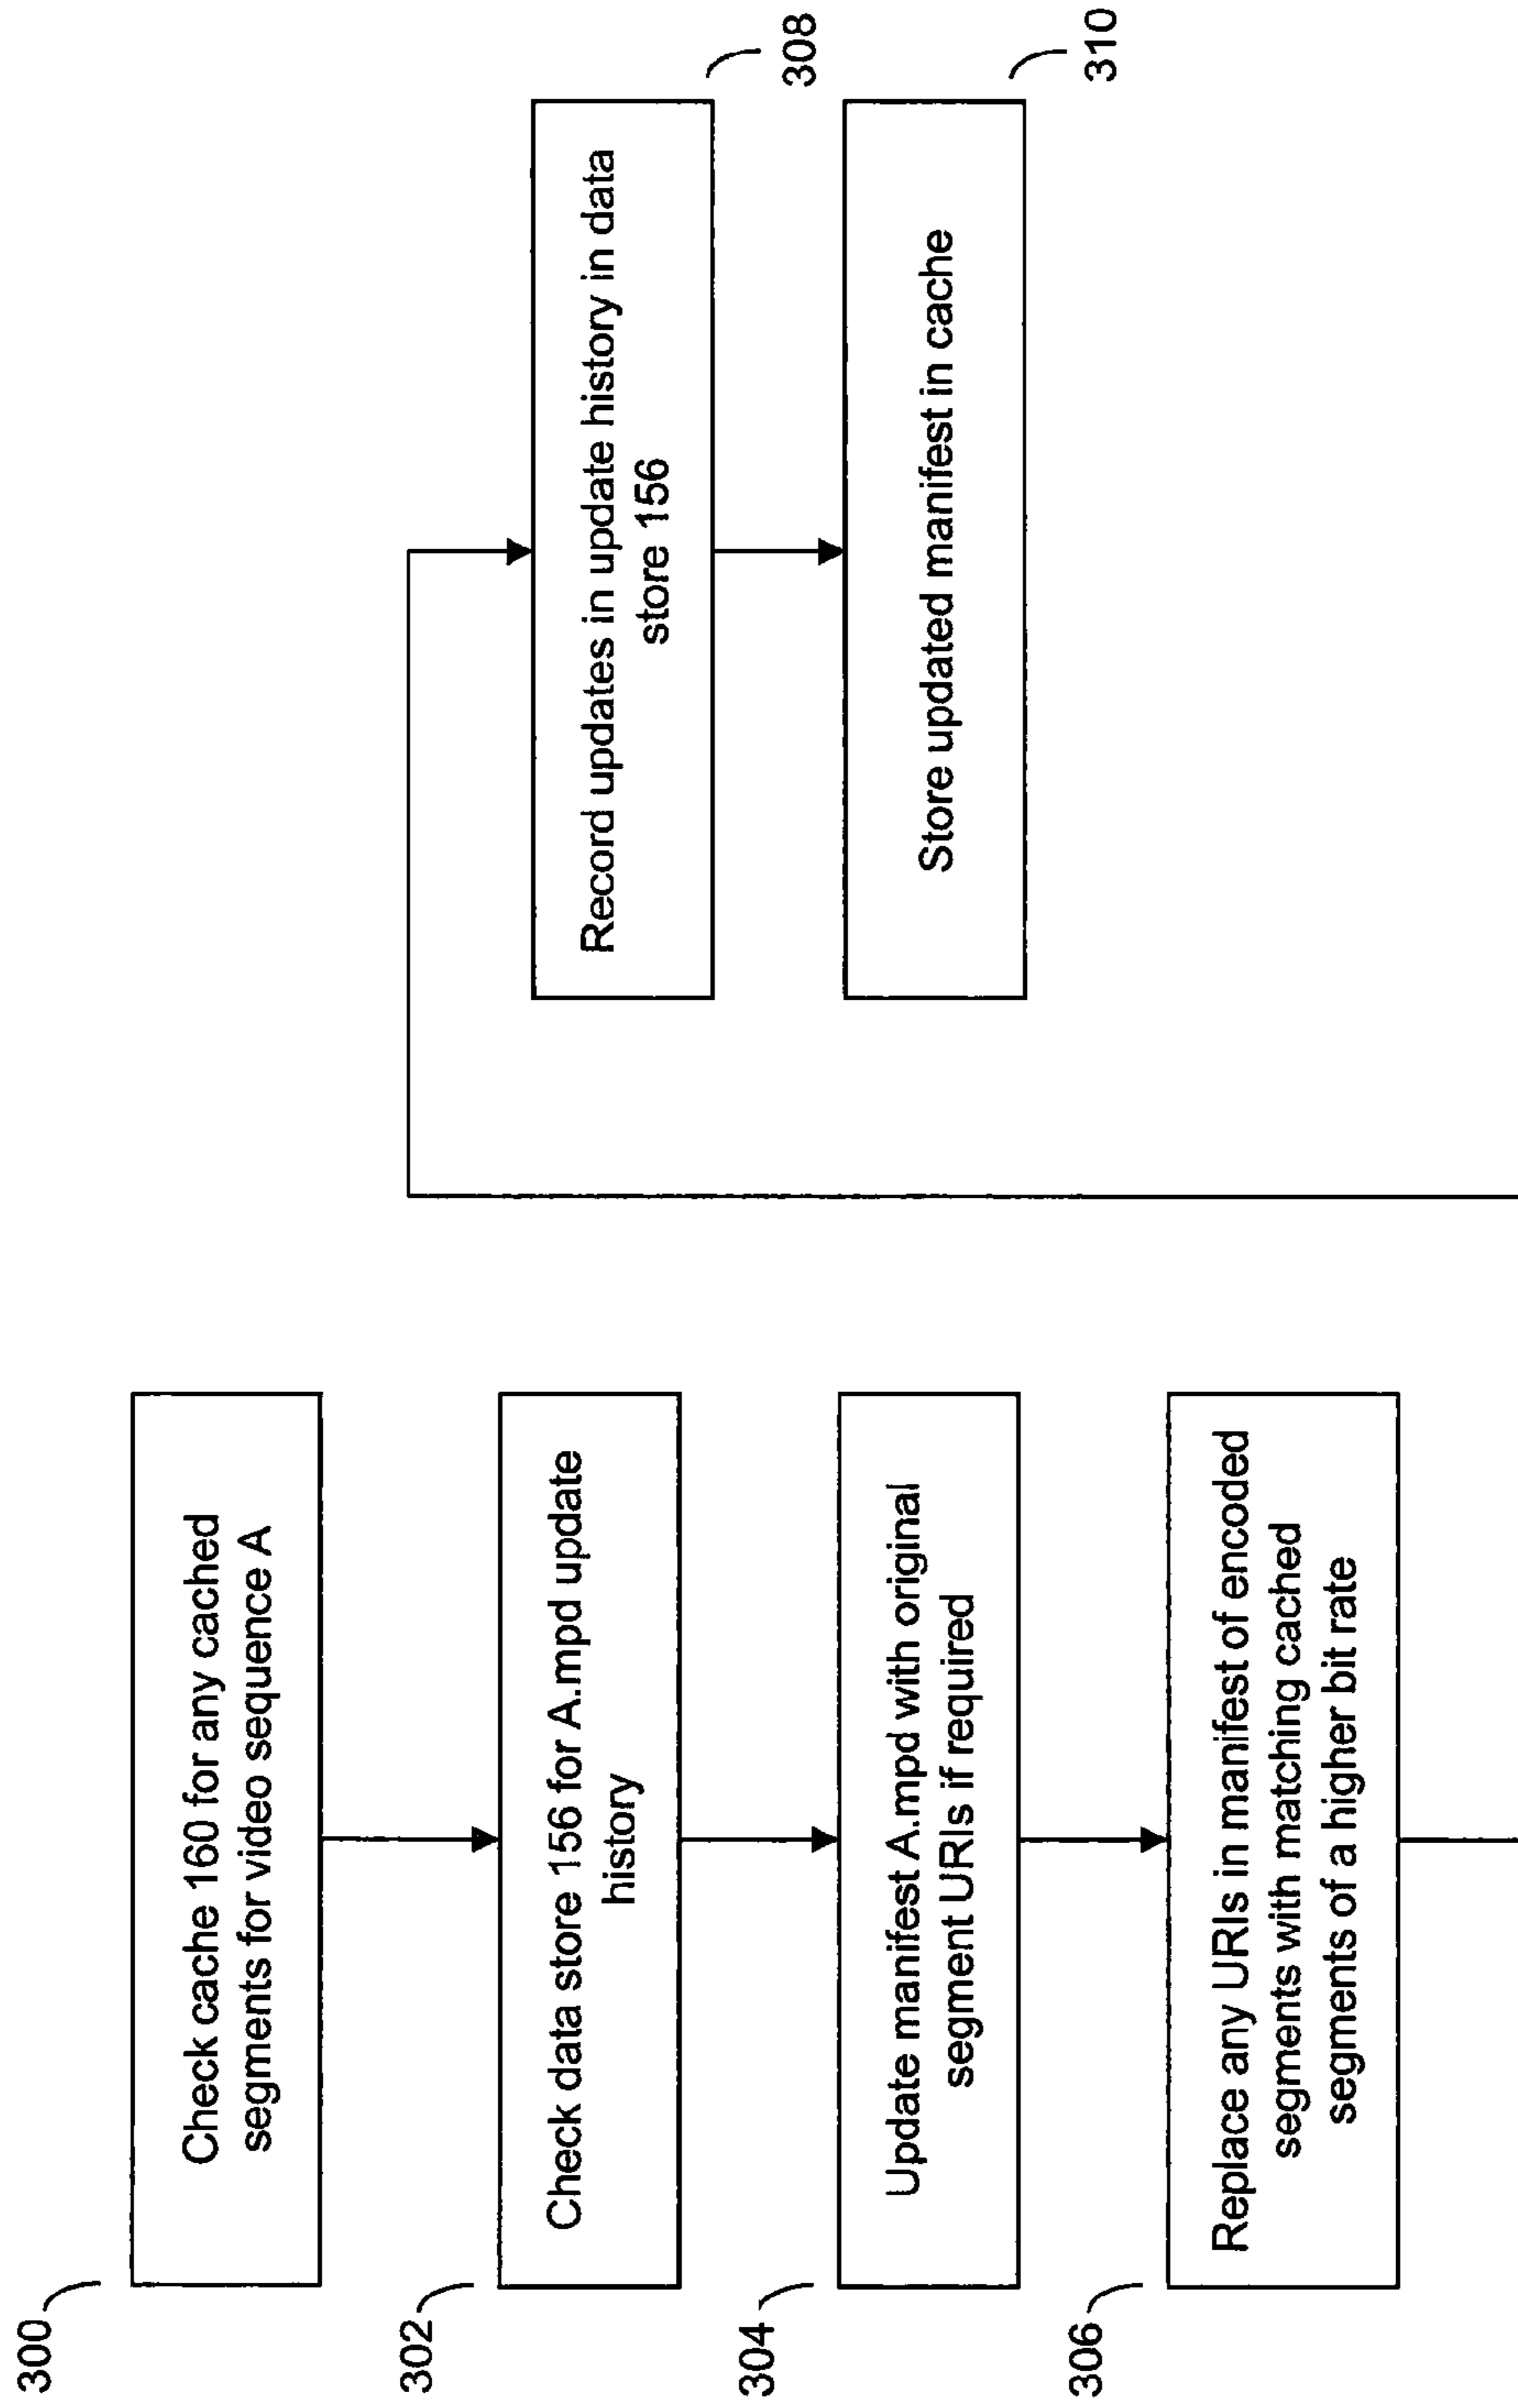 300
Check cache 160 for any cached
segments for video sequence A
302
Check data store 156 for A.mpd update
history
304
Update manifest A.mpd with original
segment URIs if required
306
Replace any URIs in manifest of encoded
segments with matching cached
segments of a higher bit rate
Record updates in update history in data
store 156
308
Store updated manifest in cache
310